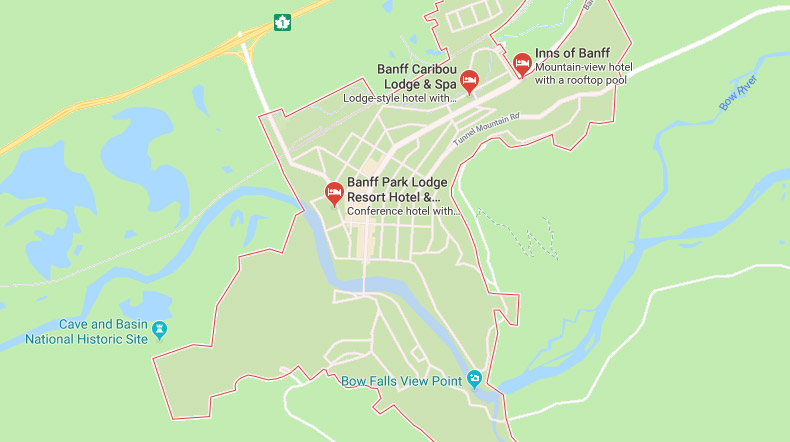 1
Inns of Banff
Mountain-view hotel
with a rooftop pool
Banff Caribou
Lodge & Spa
Lodge-style hotel with...
Bow River
Tunnel Mountain Rd
Banff Park Lodge
Resort Hotel &...
Conference hotel with...
Cave and Basin
National Historic Site
Bow Falls View Point